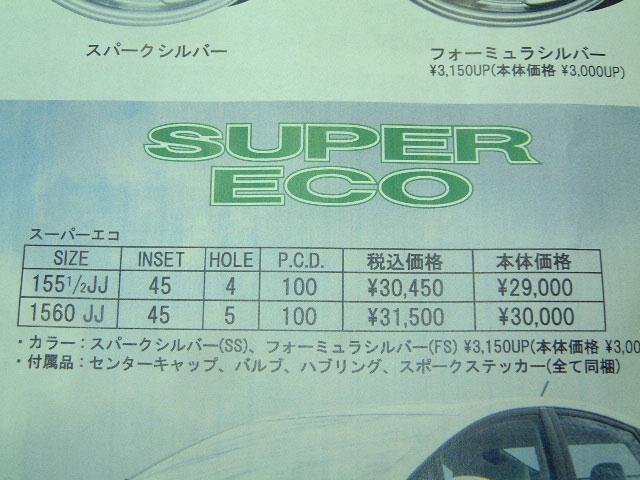 スパークシルバー
フォーミュラシルバー
¥3,150UP(本体価格 ¥3,000UP)
SUPER
ECO
スーパーエコ
SIZE INSET HOLE P.C.D. 税込価格 本体価格
155½JJ 45 4 100 ¥30,450 ¥29,000
1560 JJ 45 5 100 ¥31,500 ¥30,000
・カラー：スパークシルバー(SS)、フォーミュラシルバー(FS) ¥3,150UP(本体価格 ¥3,00
・付属品：センターキャップ、バルブ、ハブリング、スポークステッカー(全て同梱)